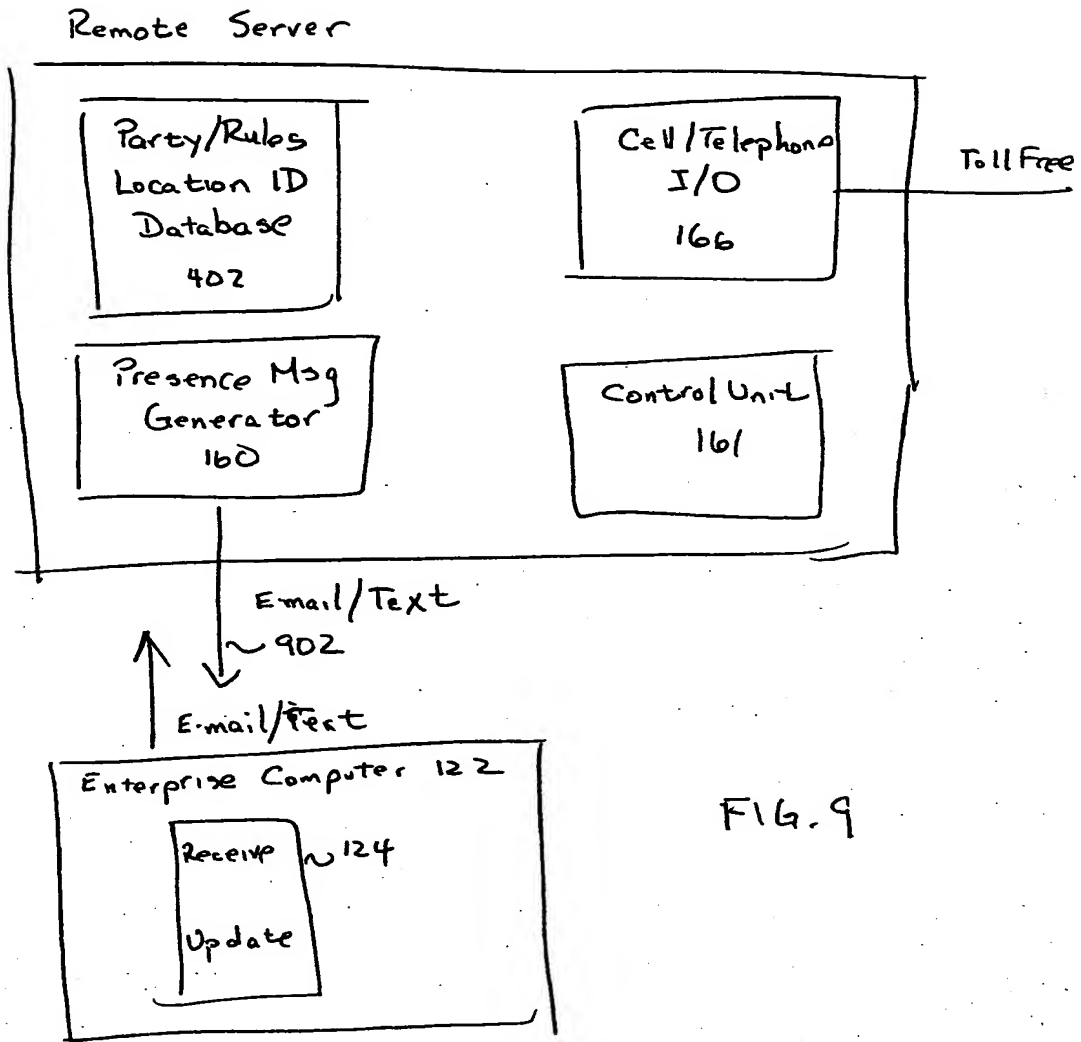 Remote Server
Party/Rules
Location ID
Database
402
Cell/Telephone
I/O
166
Toll Free
Presence Msg
Generator
160
Control Unit
161
Email/Text
~902
E-mail/Text
Enterprise Computer 122
Receive
~124
Update
FIG. 9